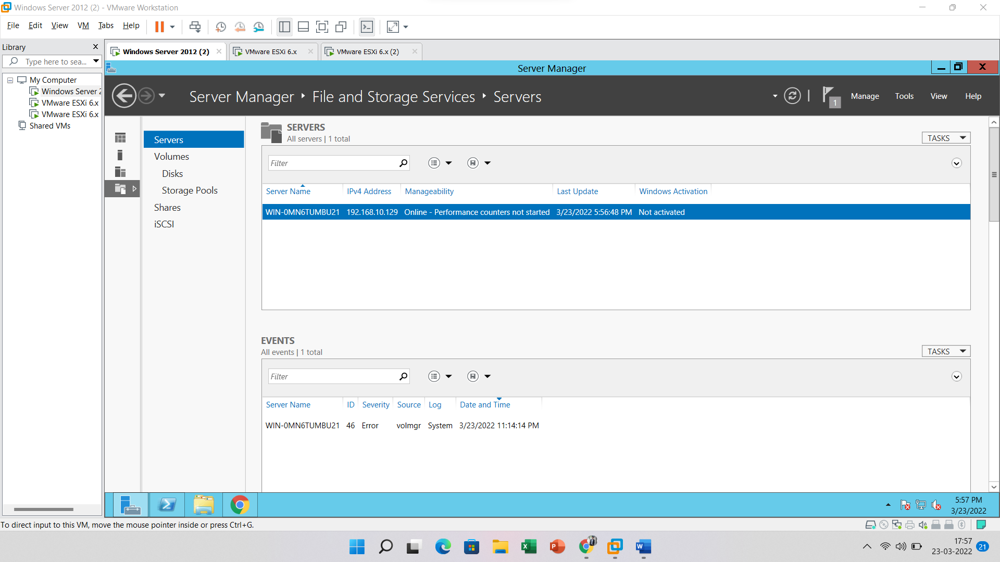 Windows Server 2012 (2) - VMware Workstation
File Edit View VM Tabs Help
Library
Windows Server 2012 (2) VMware ESXi 6.x VMware ESXi 6.x (2)
Type here to sea...
My Computer
Windows Server 2
VMware ESXi 6.x
VMware ESXi 6.x
Shared VMs
Server Manager
Server Manager File and Storage Services Servers
1 Manage Tools View Help
Servers
Volumes
Disks
Storage Pools
Shares
iSCSI
SERVERS
All servers | 1 total
TASKS
Filter
Server Name IPv4 Address Manageability Last Update Windows Activation
WIN-0MN6TUMBU21 192.168.10.129 Online - Performance counters not started 3/23/2022 5:56:48 PM Not activated
EVENTS
All events | 1 total
TASKS
Filter
Server Name ID Severity Source Log Date and Time
WIN-0MN6TUMBU21 46 Error volmgr System 3/23/2022 11:14:14 PM
5:57 PM
3/23/2022
To direct input to this VM, move the mouse pointer inside or press Ctrl+G.
17:57
23-03-2022
21